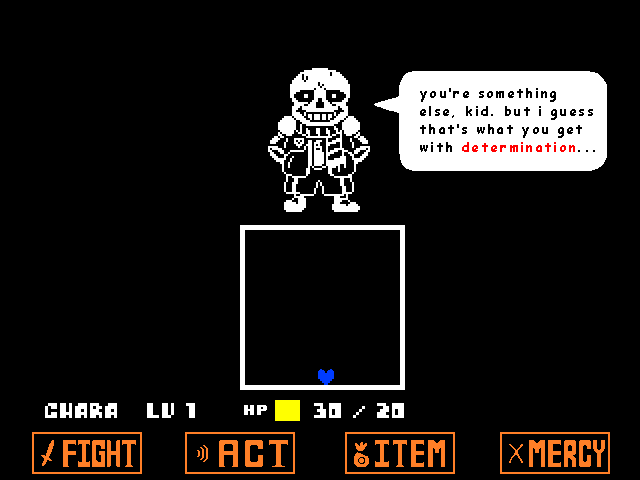 you're something
else, kid. but i guess
that's what you get
with determination...
CHARA LV 1 HP 30 / 20
FIGHT ACT ITEM MERCY